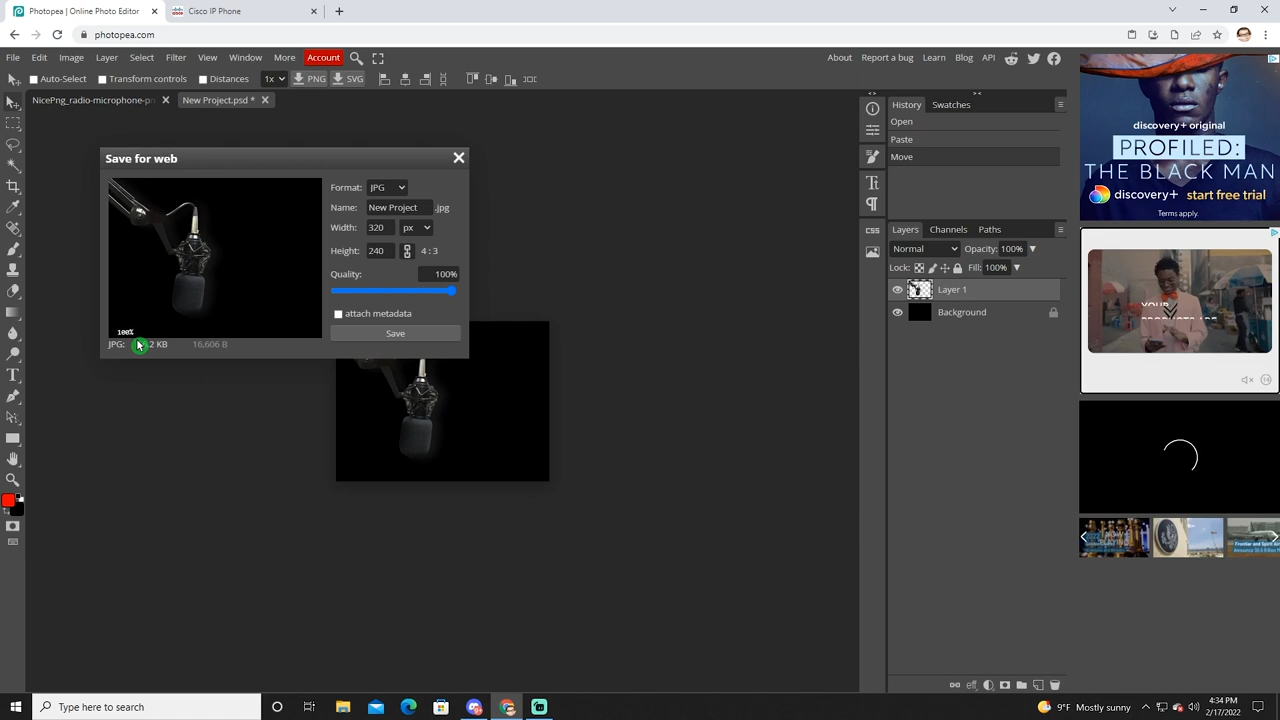 Photopea | Online Photo Editor
Cisco IP Phone
photopea.com
File Edit Image Layer Select Filter View Window More Account
About Report a bug Learn Blog API
Auto-Select Transform controls Distances 1x PNG SVG
NicePng_radio-microphone-pn
New Project.psd *
Save for web
Format: JPG
Name: New Project .jpg
Width: 320 px
Height: 240 4 : 3
Quality: 100%
attach metadata
Save
100%
JPG: 2 KB 16,606 B
History Swatches
Open
Paste
Move
Layers Channels Paths
Normal Opacity: 100%
Lock: Fill: 100%
Layer 1
Background
CSS
eff
discovery+ original
PROFILED:
THE BLACK MAN
discovery+ start free trial
Terms apply.
YOUR
Type here to search
9°F Mostly sunny
4:34 PM
2/17/2022